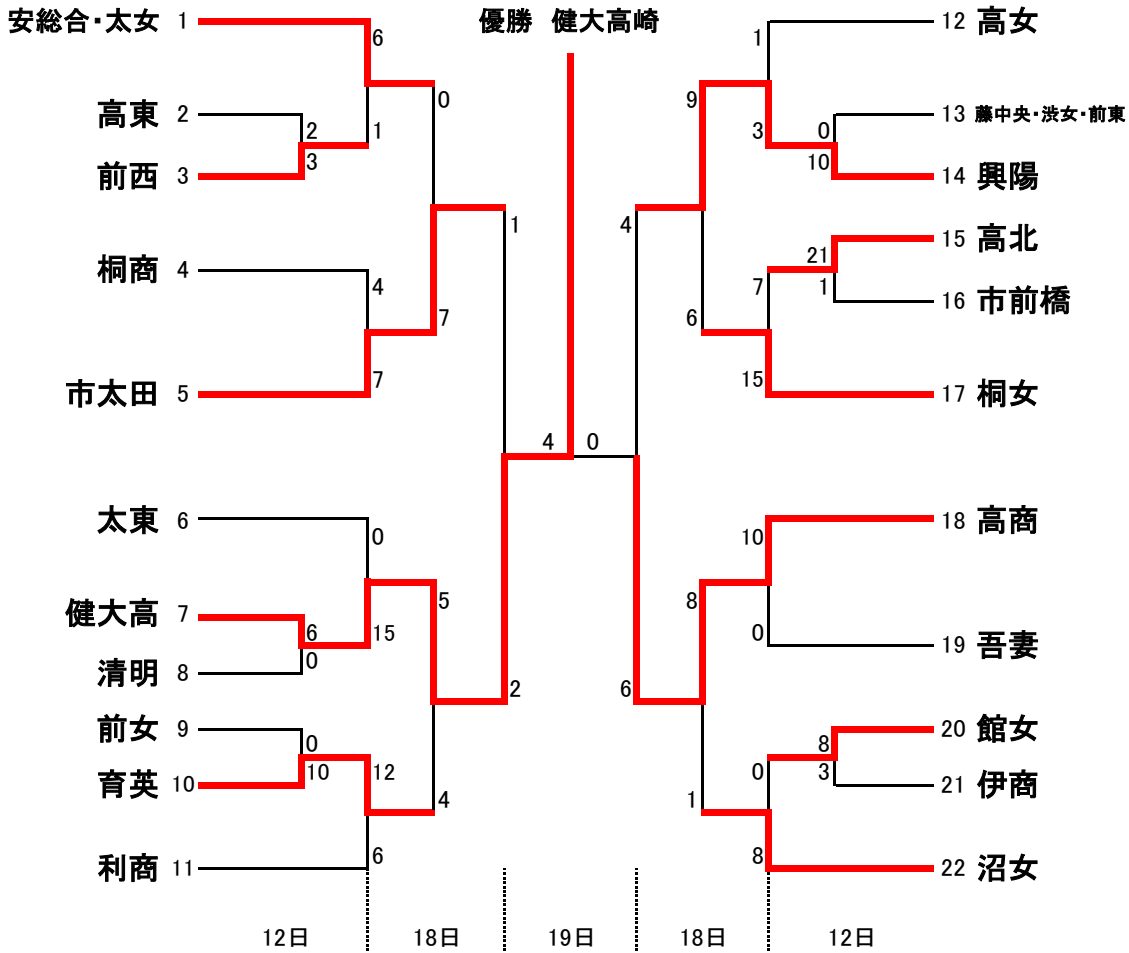 優勝 健大高崎
安総合・太女 1
6
0
高東 2
2
1
3
前西 3
1
桐商 4
4
7
7
市太田 5
4
太東 6
0
5
健大高 7
6
15
0
清明 8
2
前女 9
0
10
12
育英 10
4
6
利商 11
12 高女
1
9
3
0
13 藤中央・渋女・前東
10
14 興陽
4
15 高北
21
7
1
16 市前橋
6
15
17 桐女
0
18 高商
10
8
0
19 吾妻
6
20 館女
8
0
3
21 伊商
1
8
22 沼女
12日 18日 19日 18日 12日